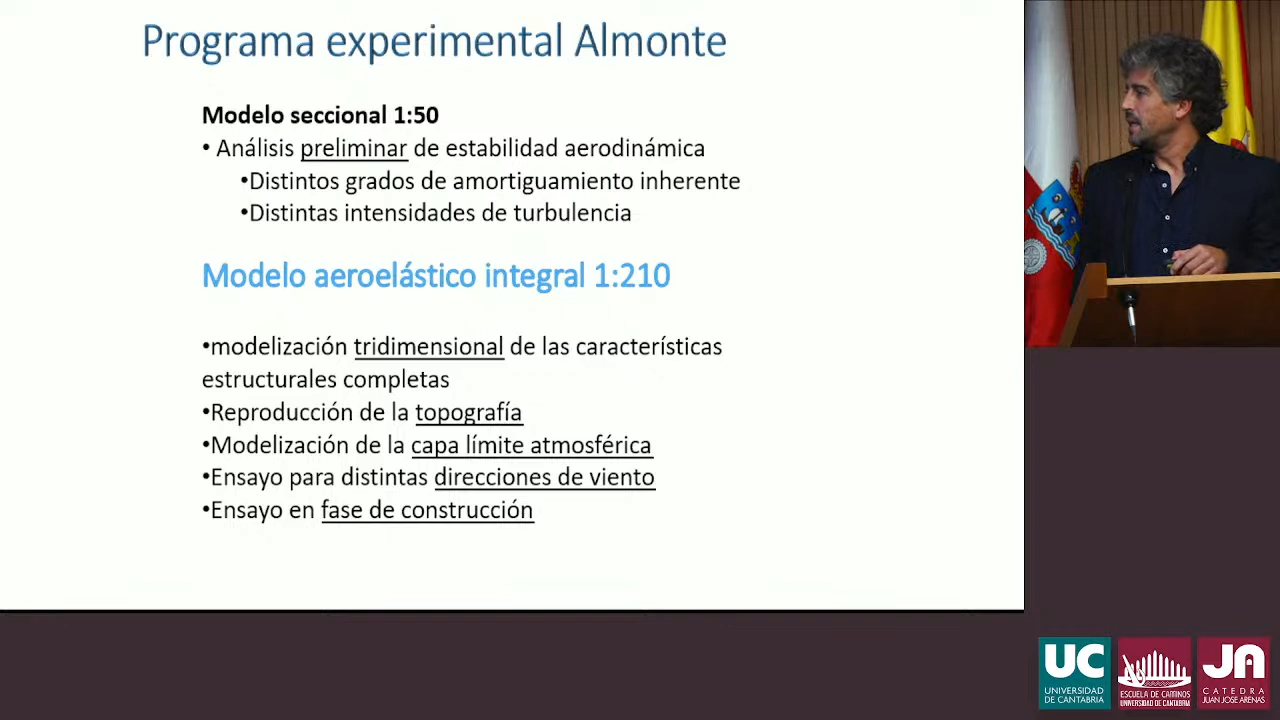 Programa experimental Almonte
Modelo seccional 1:50
• Análisis preliminar de estabilidad aerodinámica
•Distintos grados de amortiguamiento inherente
•Distintas intensidades de turbulencia
Modelo aeroelástico integral 1:210
•modelización tridimensional de las características
estructurales completas
•Reproducción de la topografía
•Modelización de la capa límite atmosférica
•Ensayo para distintas direcciones de viento
•Ensayo en fase de construcción
UC
UNIVERSIDAD
DE CANTABRIA
ESCUELA DE CAMINOS
UNIVERSIDAD DE CANTABRIA
JA
CATEDRA
JUAN JOSE ARENAS